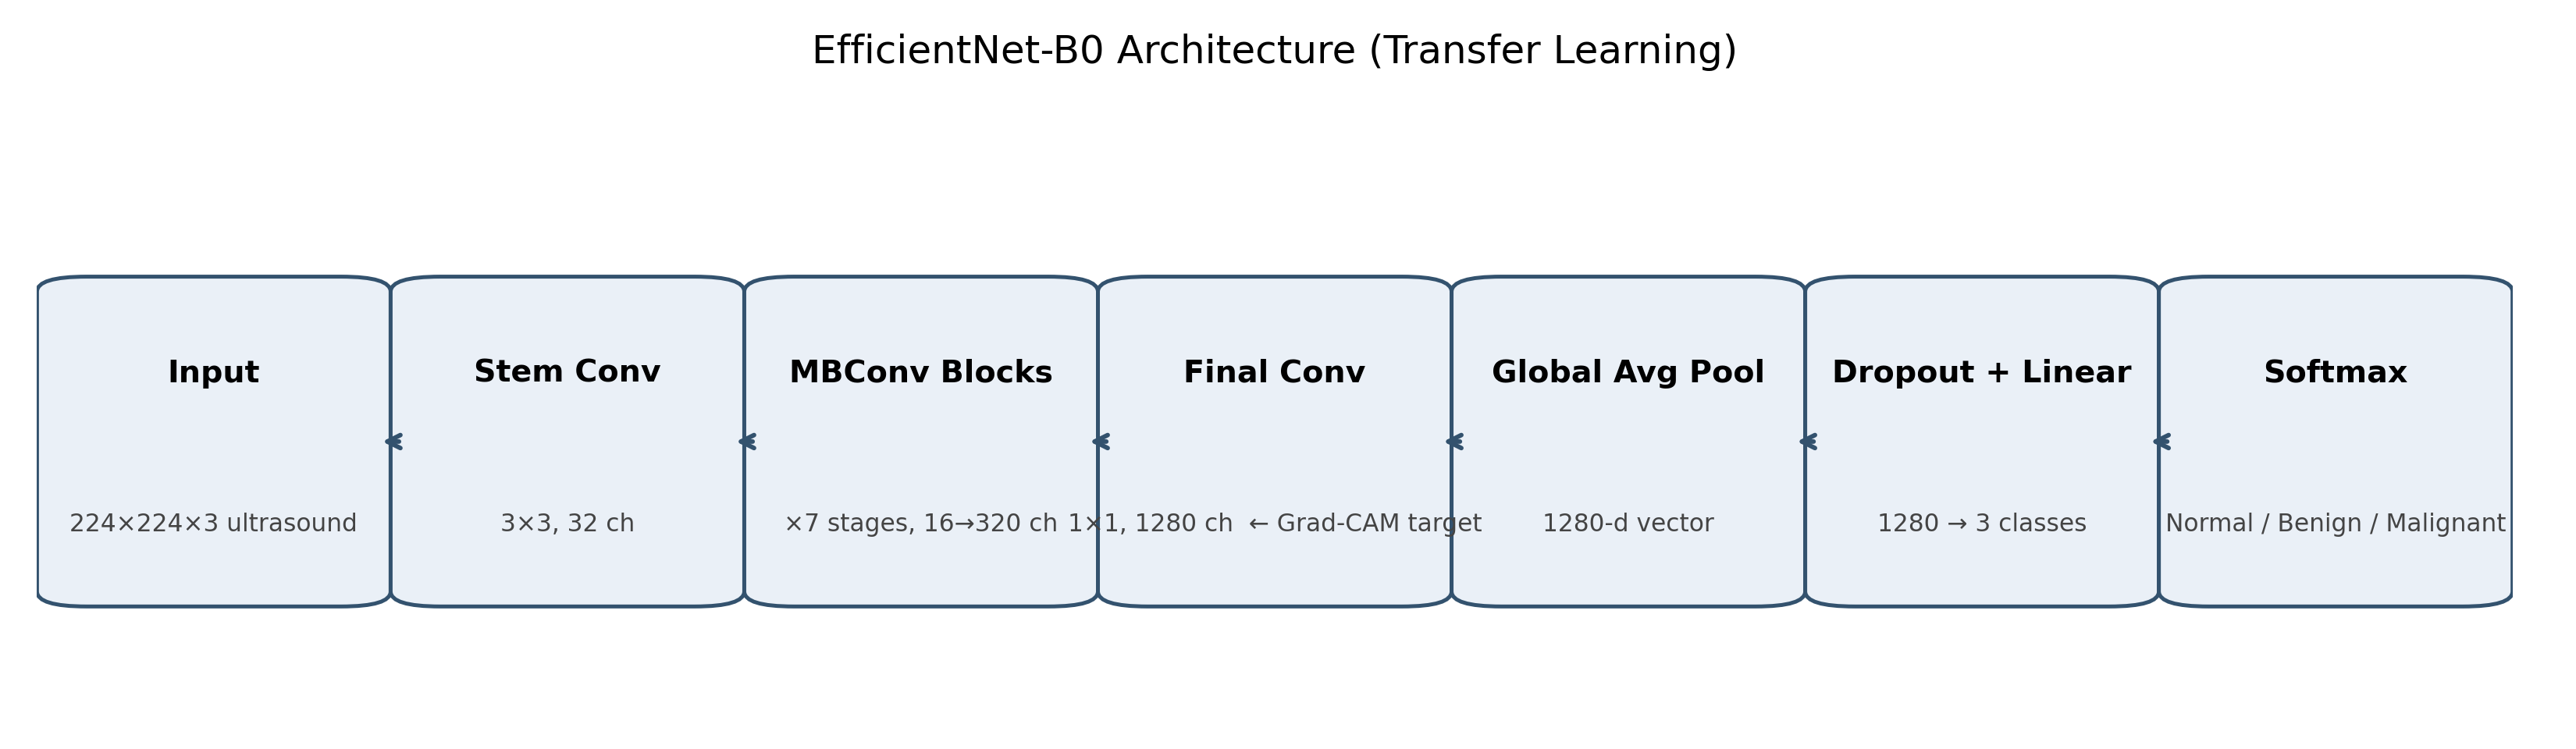 EfficientNet-B0 Architecture (Transfer Learning)
Input
Stem Conv
MBConv Blocks
Final Conv
Global Avg Pool
Dropout + Linear
Softmax
224×224×3 ultrasound
3×3, 32 ch
×7 stages, 16→320 ch
1×1, 1280 ch ← Grad-CAM target
1280-d vector
1280 → 3 classes
Normal / Benign / Malignant